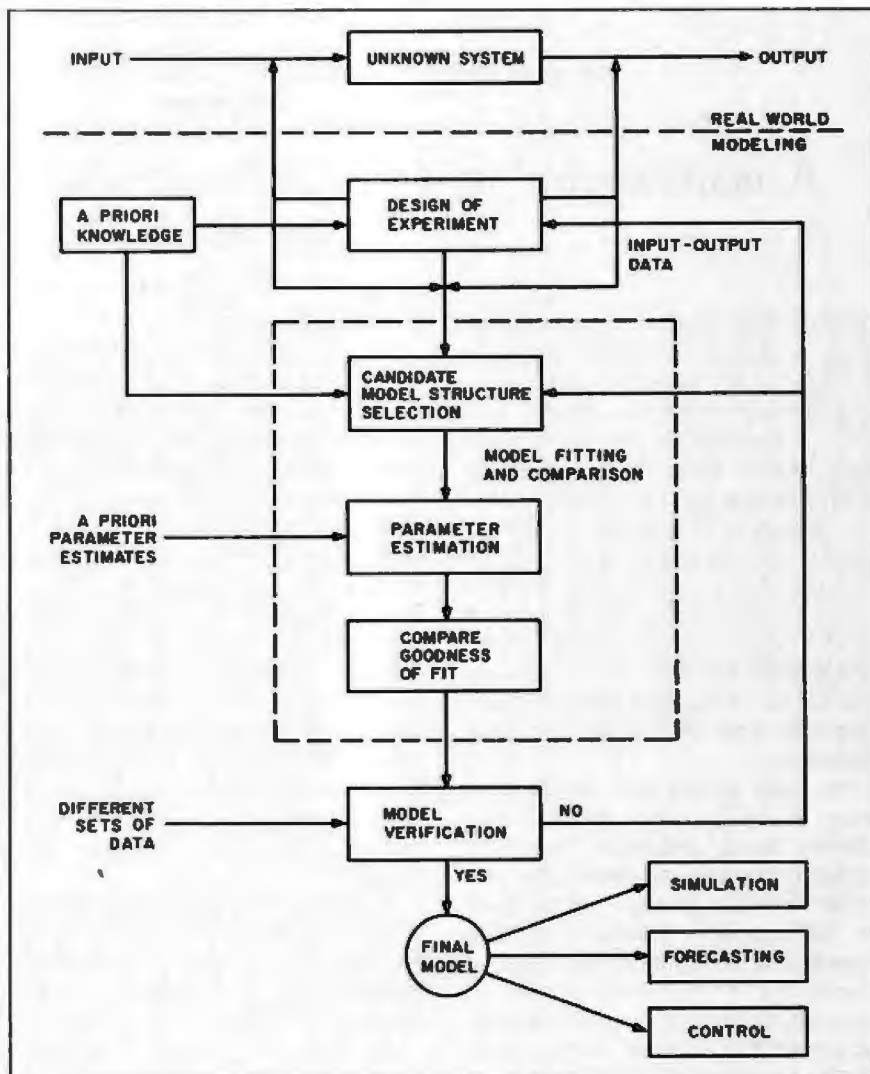 INPUT
UNKNOWN SYSTEM
OUTPUT
REAL WORLD
MODELING
A PRIORI
KNOWLEDGE
DESIGN OF
EXPERIMENT
INPUT-OUTPUT
DATA
CANDIDATE
MODEL STRUCTURE
SELECTION
MODEL FITTING
AND COMPARISON
A PRIORI
PARAMETER
ESTIMATES
PARAMETER
ESTIMATION
COMPARE
GOODNESS
OF FIT
DIFFERENT
SETS OF
DATA
MODEL
VERIFICATION
NO
YES
FINAL
MODEL
SIMULATION
FORECASTING
CONTROL